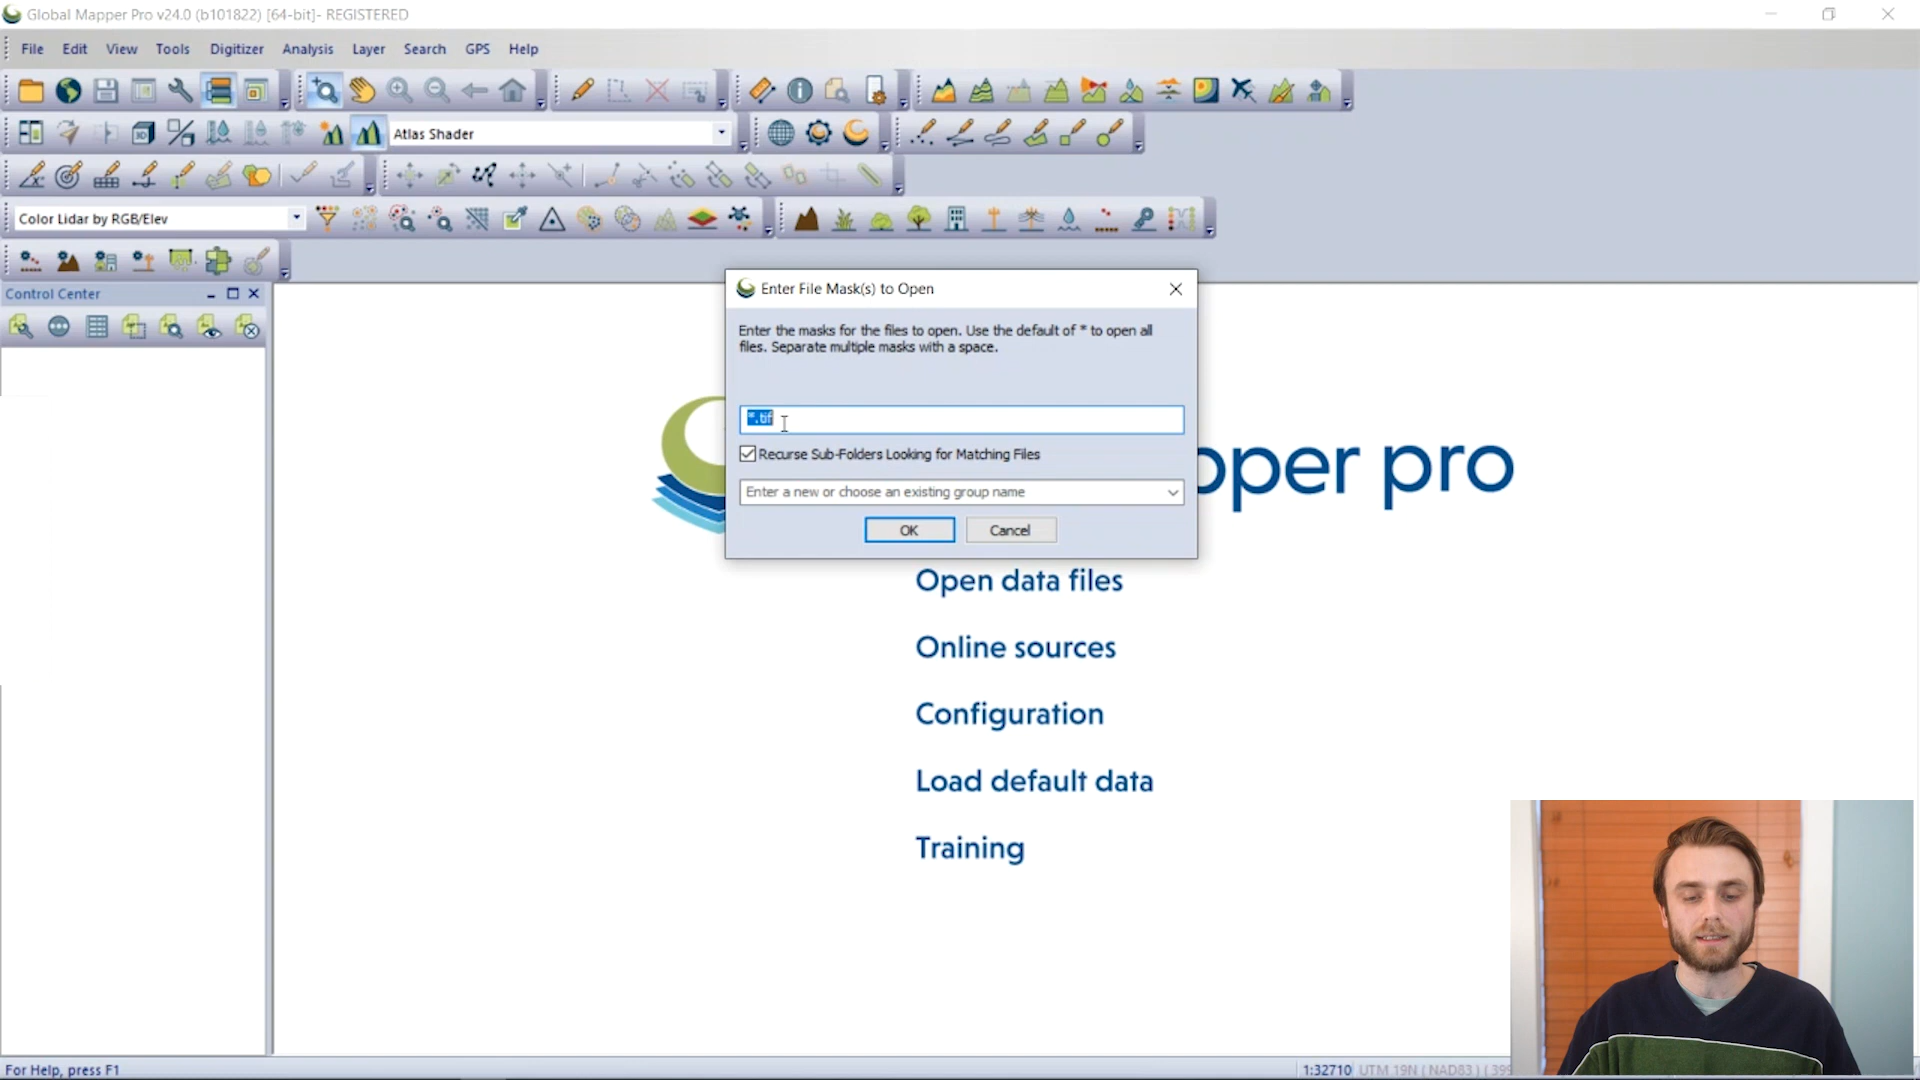 Global Mapper Pro v24.0 (b101822) [64-bit]- REGISTERED
File Edit View Tools Digitizer Analysis Layer Search GPS Help
Atlas Shader
Color Lidar by RGB/Elev
Control Center
Enter File Mask(s) to Open
Enter the masks for the files to open. Use the default of * to open all
files. Separate multiple masks with a space.
*.tif
Recurse Sub-Folders Looking for Matching Files
Enter a new or choose an existing group name
OK Cancel
pper pro
Open data files
Online sources
Configuration
Load default data
Training
For Help, press F1
1:32710 UTM 19N ( NAD83 ) ( 399